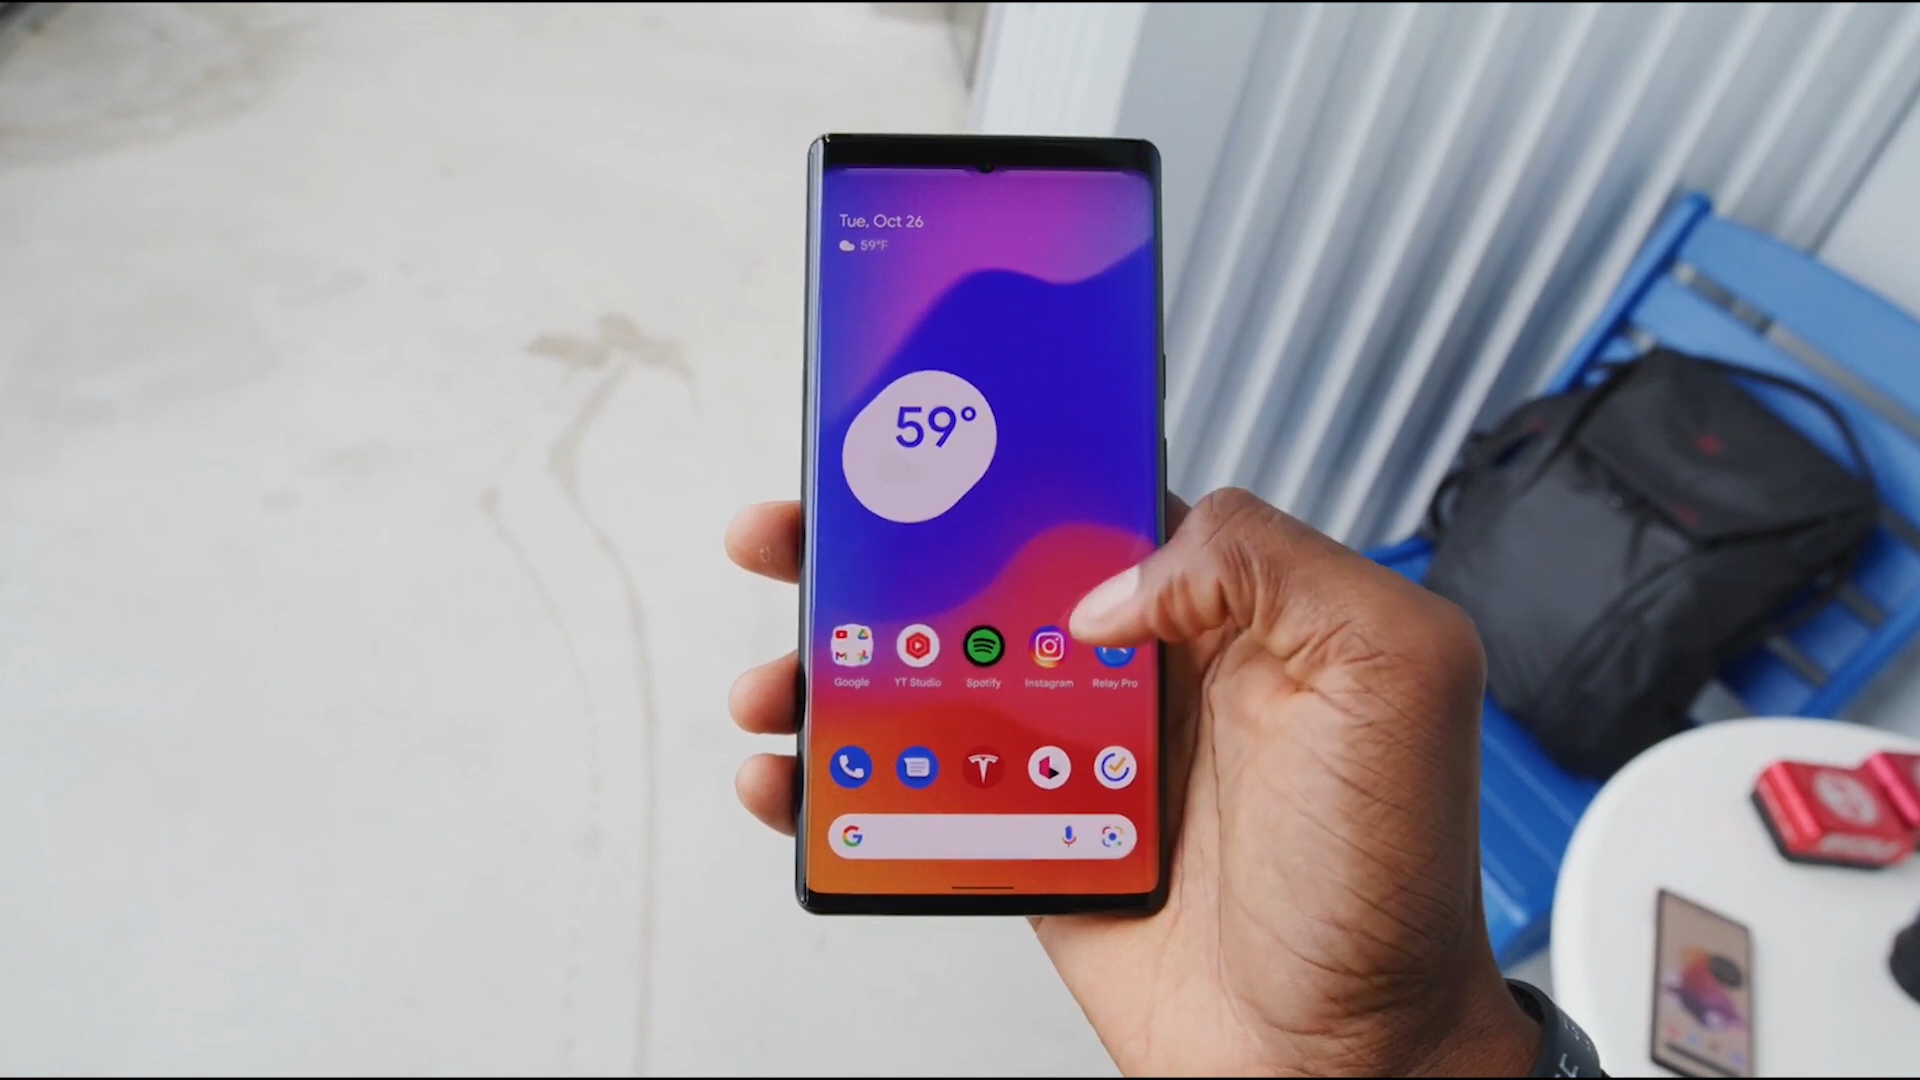 Tue, Oct 26
59°F
59°
Google
YT Studio
Spotify
Instagram
Relay Pro